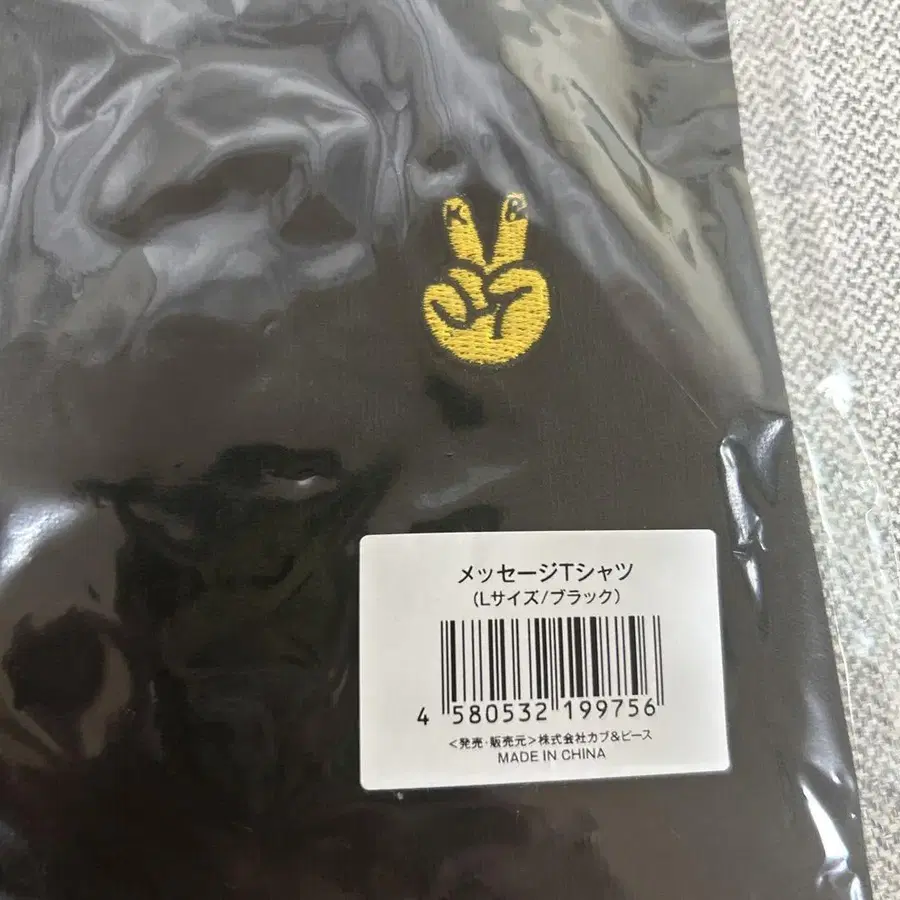 K B
メッセージTシャツ
(Lサイズ/ブラック)
4 580532 199756
<発売・販売元>株式会社カブ&ピース
MADE IN CHINA